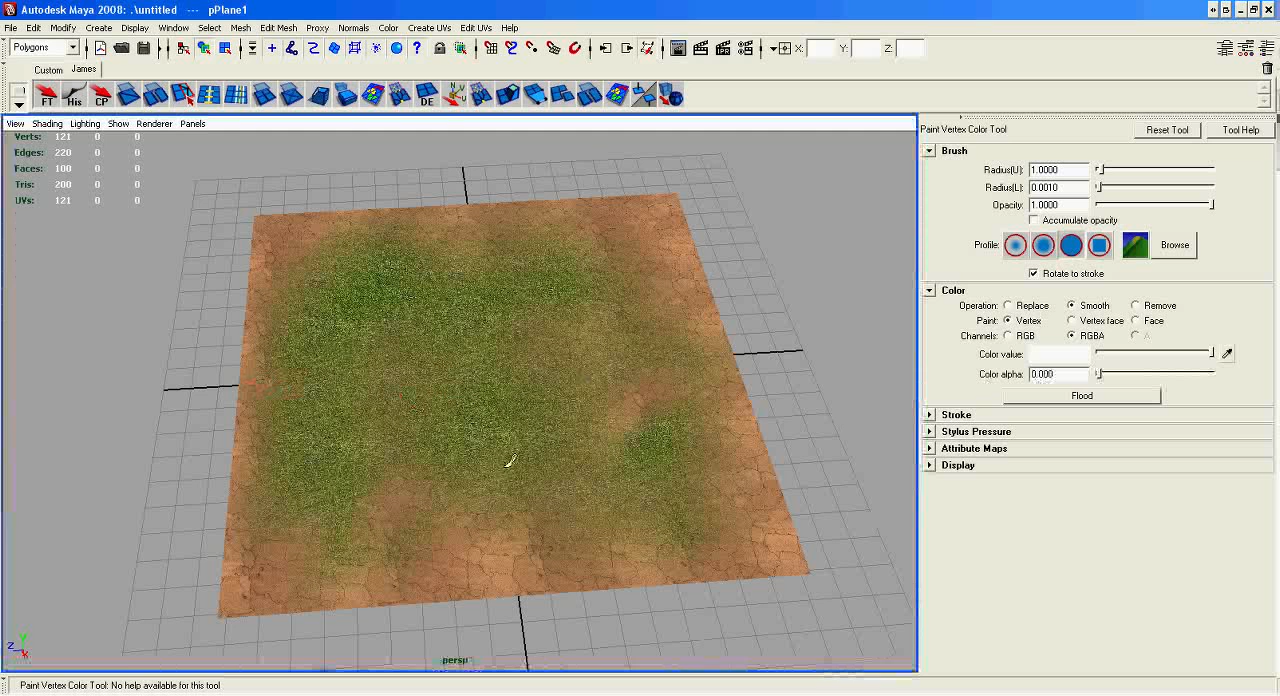 Autodesk Maya 2008: .\untitled --- pPlane1
File Edit Modify Create Display Window Select Mesh Edit Mesh Proxy Normals Color Create UVs Edit UVs Help
Polygons X: Y: Z:
Custom James
FT His CP DE
View Shading Lighting Show Renderer Panels
Verts: 121 0 0
Edges: 220 0 0
Faces: 100 0 0
Tris: 200 0 0
UVs: 121 0 0
persp
Paint Vertex Color Tool Reset Tool Tool Help
Brush
Radius(U): 1.0000
Radius(L): 0.0010
Opacity: 1.0000
Accumulate opacity
Profile: Browse
Rotate to stroke
Color
Operation: Replace Smooth Remove
Paint: Vertex Vertex face Face
Channels: RGB RGBA A
Color value:
Color alpha: 0.000
Flood
Stroke
Stylus Pressure
Attribute Maps
Display
Paint Vertex Color Tool: No help available for this tool